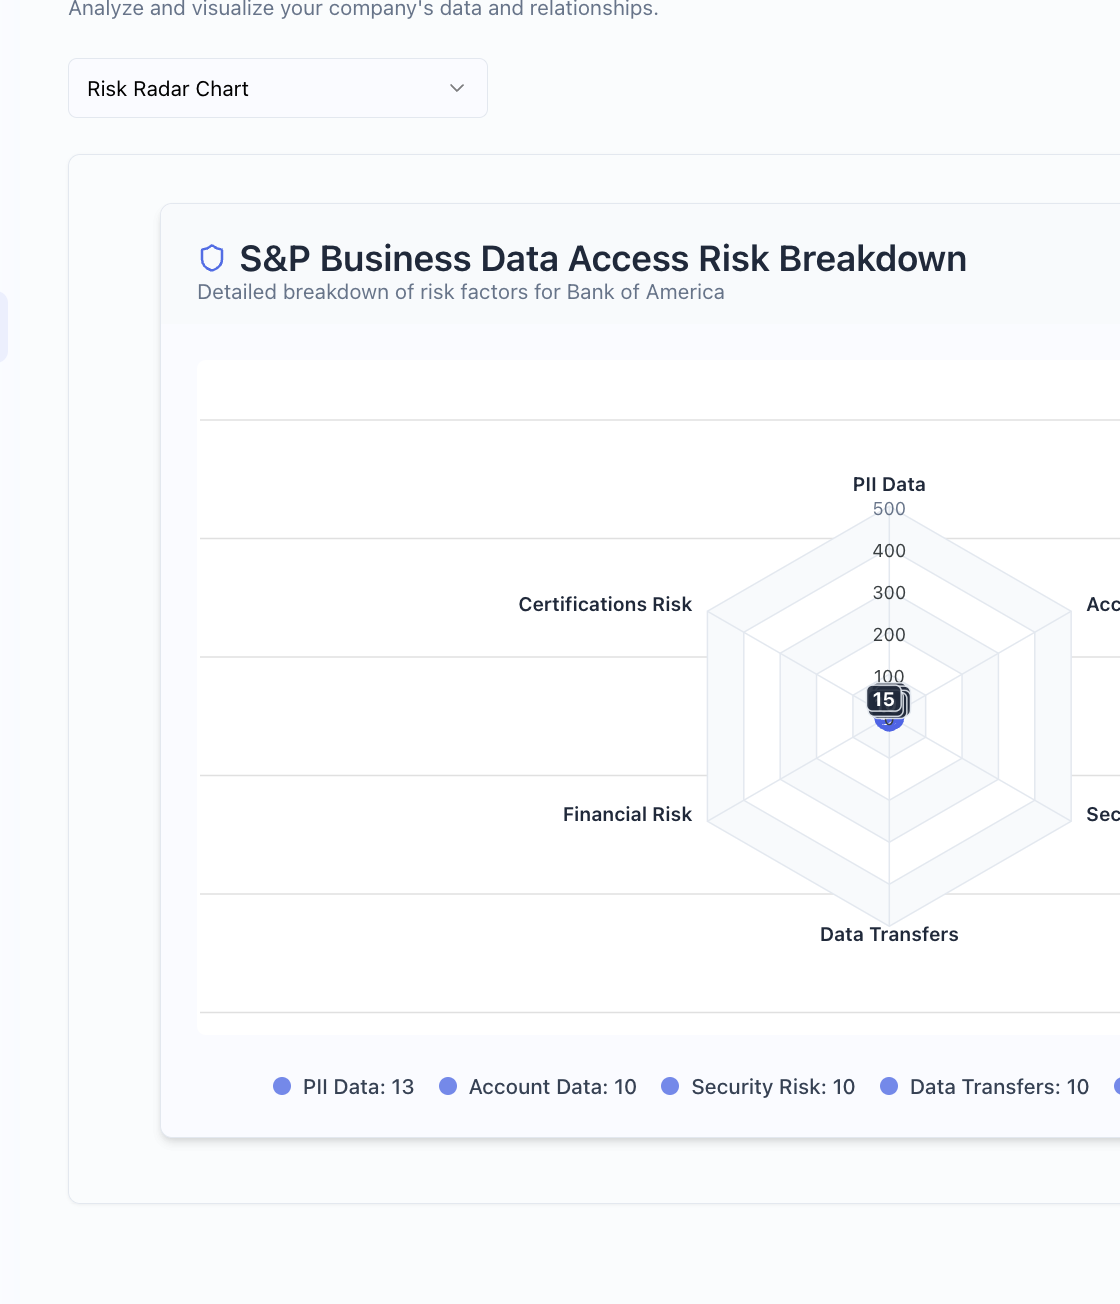 Analyze and visualize your company's data and relationships.
Risk Radar Chart
S&P Business Data Access Risk Breakdown
Detailed breakdown of risk factors for Bank of America
PII Data
500
400
Certifications Risk
300
Acc
200
100
15
Financial Risk
Sec
Data Transfers
PII Data: 13
Account Data: 10
Security Risk: 10
Data Transfers: 10